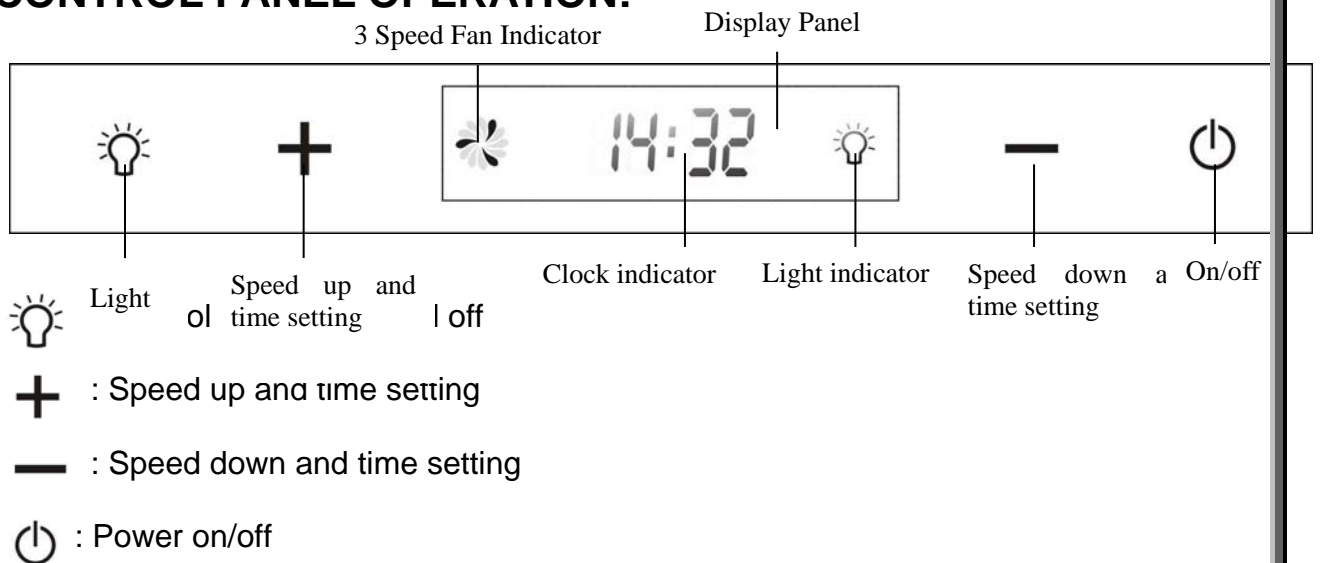 CONTROL PANEL OPERATION:
3 Speed Fan Indicator
Display Panel
14:32
Clock indicator
Light indicator
Light
Speed up and
time setting
Speed down a
time setting
On/off
ol
l off
: Speed up and time setting
: Speed down and time setting
: Power on/off